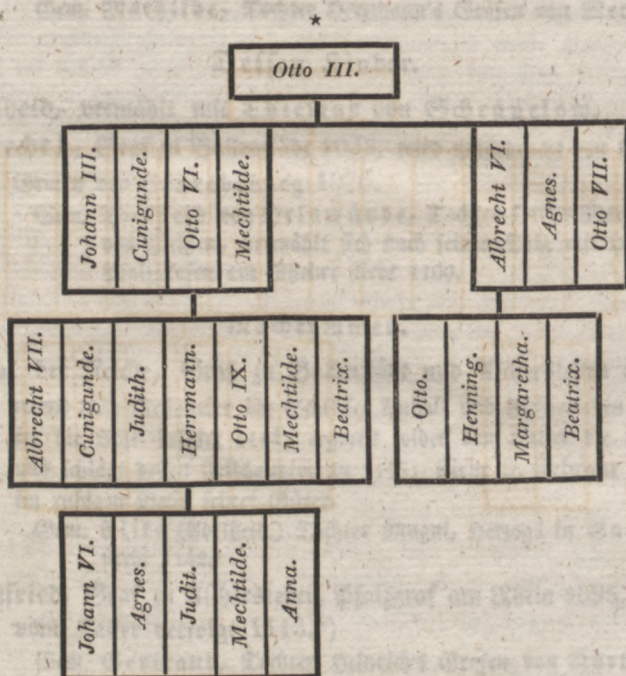 *
Otto III.
Johann III.
Cunigunde.
Otto VI.
Mechtilde.
Albrecht VI.
Agnes.
Otto VII.
Albrecht VII.
Cunigunde.
Judith.
Herrmann.
Otto IX.
Mechtilde.
Beatrix.
Otto.
Henning.
Margaretha.
Beatrix.
Johann VI.
Agnes.
Judit.
Mechtilde.
Anna.